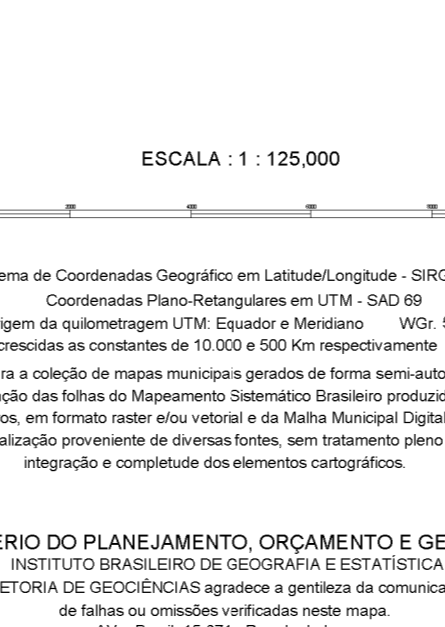 ESCALA : 1 : 125,000
2000 4000 6000
ema de Coordenadas Geográfico em Latitude/Longitude - SIRG
Coordenadas Plano-Retangulares em UTM - SAD 69
igem da quilometragem UTM: Equador e Meridiano WGr. 5
crescidas as constantes de 10.000 e 500 Km respectivamente
ra a coleção de mapas municipais gerados de forma semi-auto
ção das folhas do Mapeamento Sistemático Brasileiro produzid
os, em formato raster e/ou vetorial e da Malha Municipal Digital
alização proveniente de diversas fontes, sem tratamento pleno
integração e completude dos elementos cartográficos.
ERIO DO PLANEJAMENTO, ORÇAMENTO E GE
INSTITUTO BRASILEIRO DE GEOGRAFIA E ESTATÍSTICA
ETORIA DE GEOCIÊNCIAS agradece a gentileza da comunica
de falhas ou omissões verificadas neste mapa.